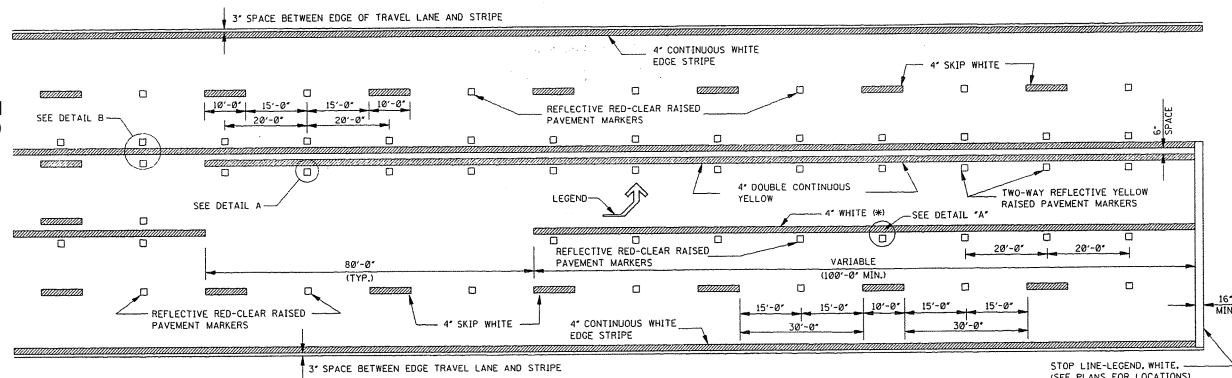 3" SPACE BETWEEN EDGE OF TRAVEL LANE AND STRIPE
4" CONTINUOUS WHITE
EDGE STRIPE
4" SKIP WHITE
10'-0" 15'-0" 15'-0" 10'-0"
20'-0" 20'-0"
REFLECTIVE RED-CLEAR RAISED
PAVEMENT MARKERS
SEE DETAIL B
6"
SPACE
SEE DETAIL A
LEGEND
4" DOUBLE CONTINUOUS
YELLOW
TWO-WAY REFLECTIVE YELLOW
RAISED PAVEMENT MARKERS
4" WHITE (*)
SEE DETAIL "A"
REFLECTIVE RED-CLEAR RAISED
PAVEMENT MARKERS
20'-0" 20'-0"
80'-0"
(TYP.)
VARIABLE
(100'-0" MIN.)
REFLECTIVE RED-CLEAR RAISED
PAVEMENT MARKERS
4" SKIP WHITE
4" CONTINUOUS WHITE
EDGE STRIPE
15'-0" 15'-0" 10'-0" 15'-0" 15'-0"
30'-0" 30'-0"
16"
MIN
3" SPACE BETWEEN EDGE TRAVEL LANE AND STRIPE
STOP LINE-LEGEND, WHITE,
(SEE PLANS FOR LOCATIONS)